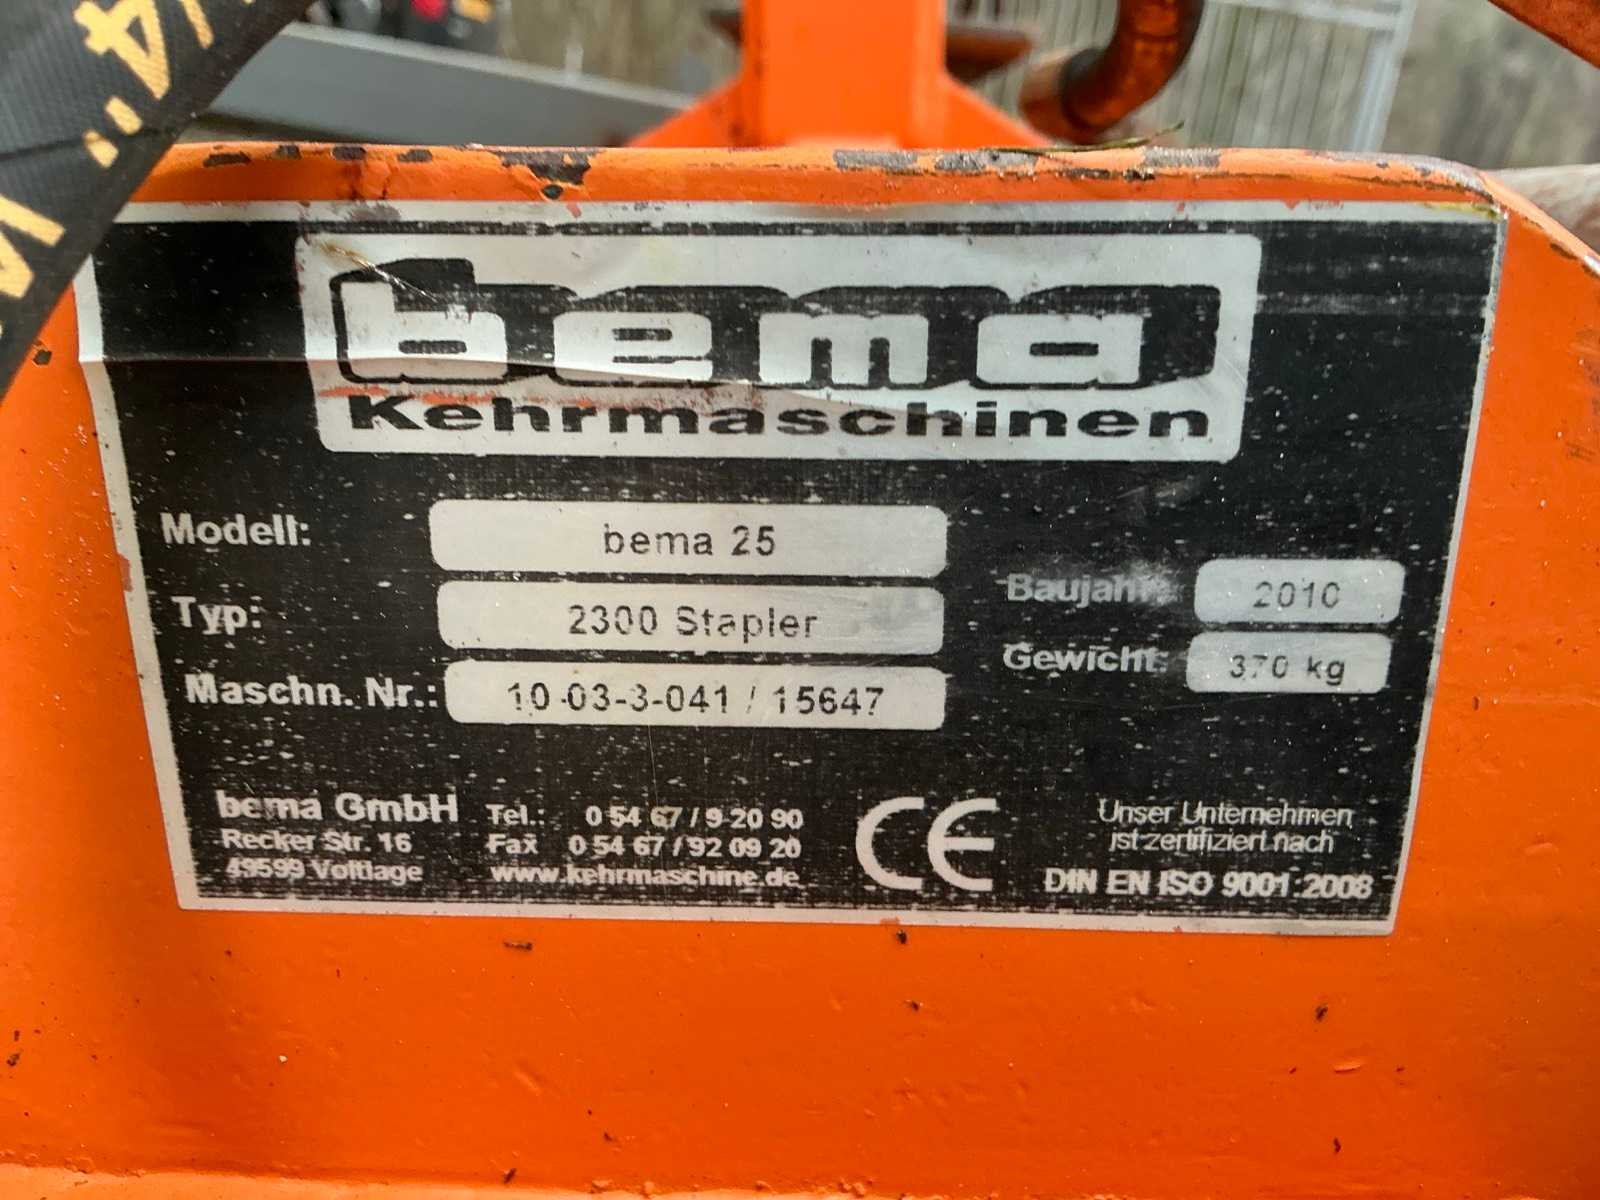 1/4"
bema
Kehrmaschinen
Modell: bema 25
Typ: 2300 Stapler
Maschn. Nr.: 10-03-3-041 / 15647
Baujahr: 2010
Gewicht: 370 kg
bema GmbH
Recker Str. 16
49599 Voltlage
Tel.: 0 54 67 / 9 20 90
Fax 0 54 67 / 92 09 20
www.kehrmaschine.de
CE
Unser Unternehmen
ist zertifiziert nach
DIN EN ISO 9001:2008